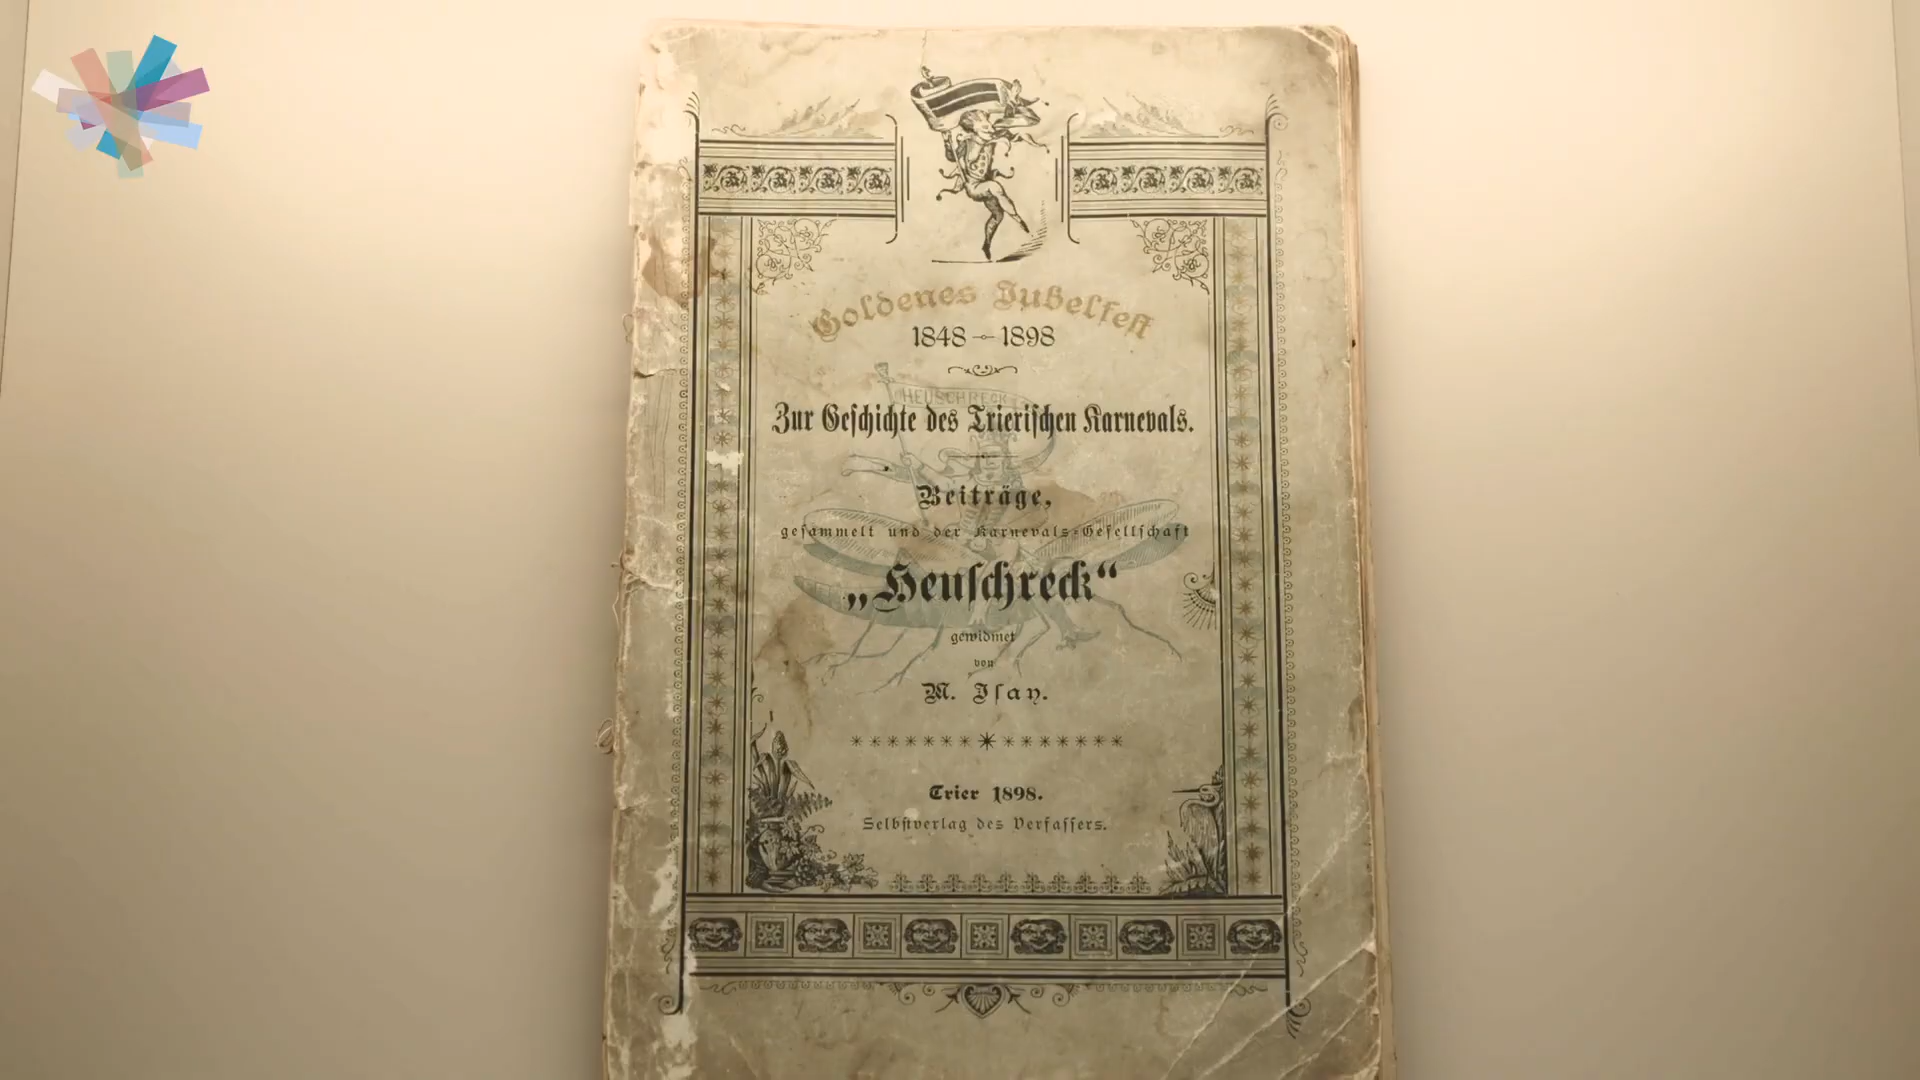 Goldenes Jubelfest
1848 – 1898
HEUSCHRECK
Zur Geschichte des Trierischen Karnevals.
Beiträge,
gesammelt und der Karnevals-Gesellschaft
„Heuschreck“
gewidmet
von
M. Isay.
Trier 1898.
Selbstverlag des Verfassers.